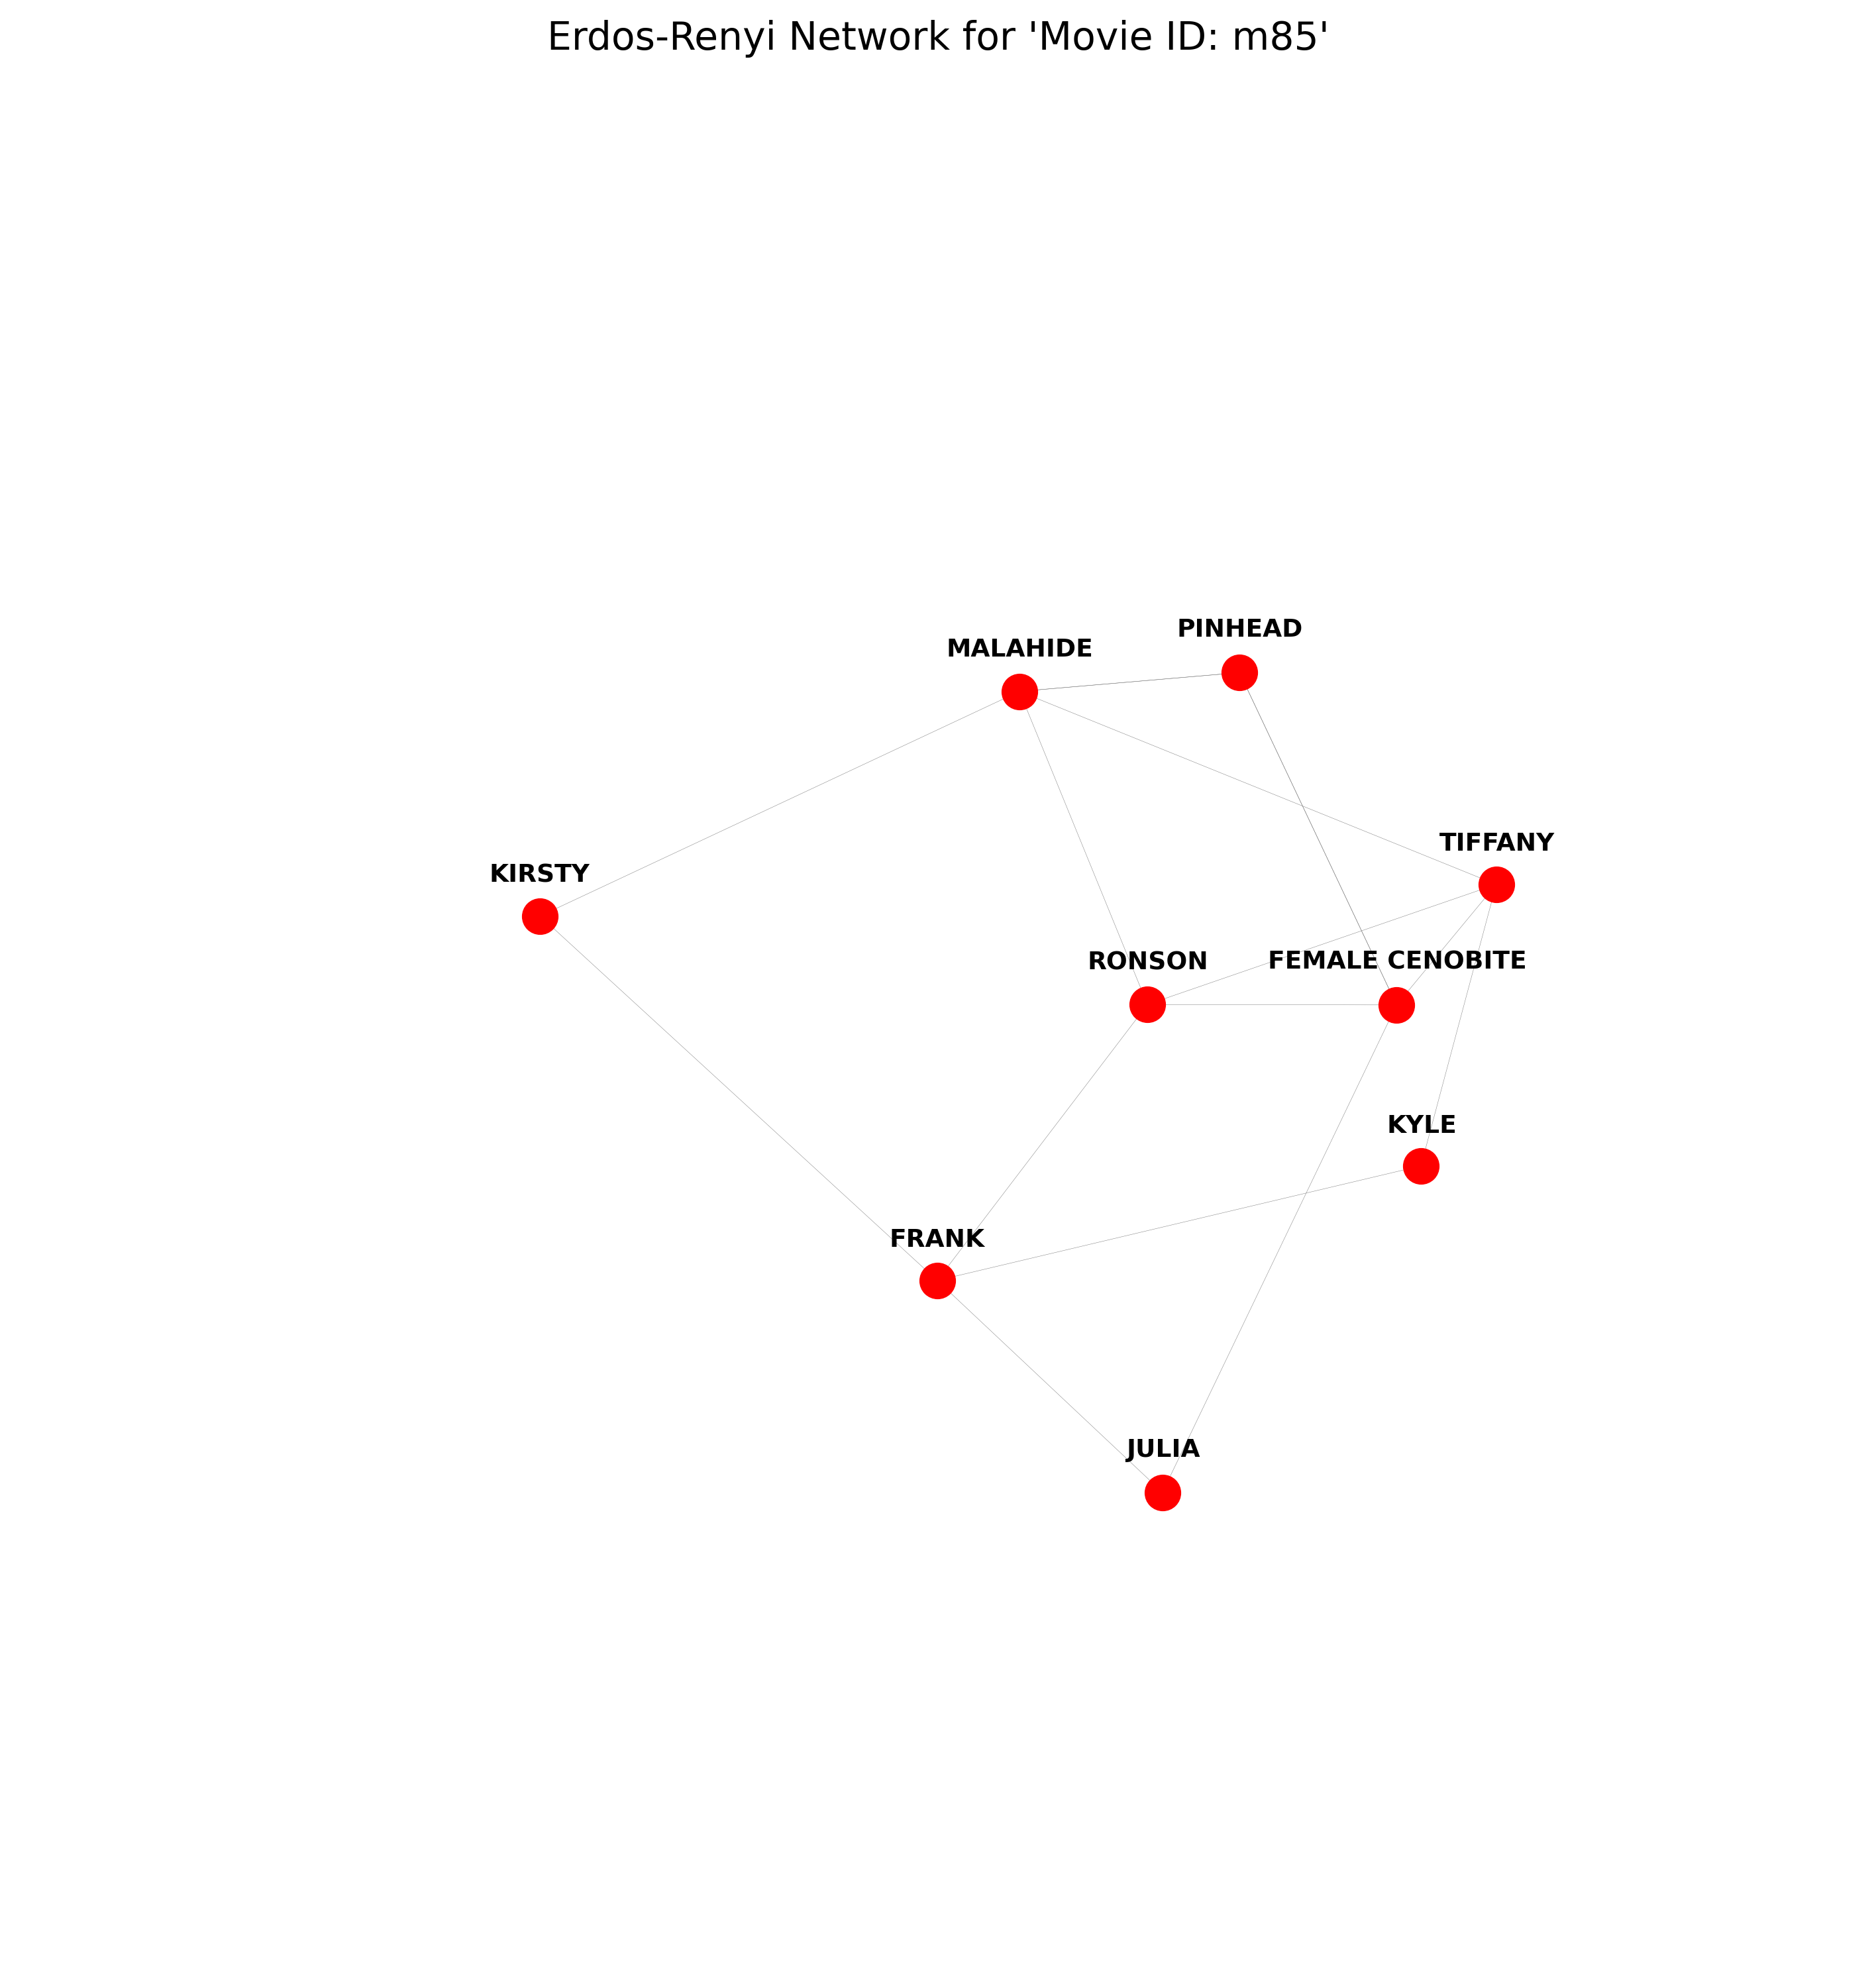 Erdos-Renyi Network for 'Movie ID: m85'
PINHEAD
MALAHIDE
TIFFANY
KIRSTY
RONSON
FEMALE CENOBITE
KYLE
FRANK
JULIA